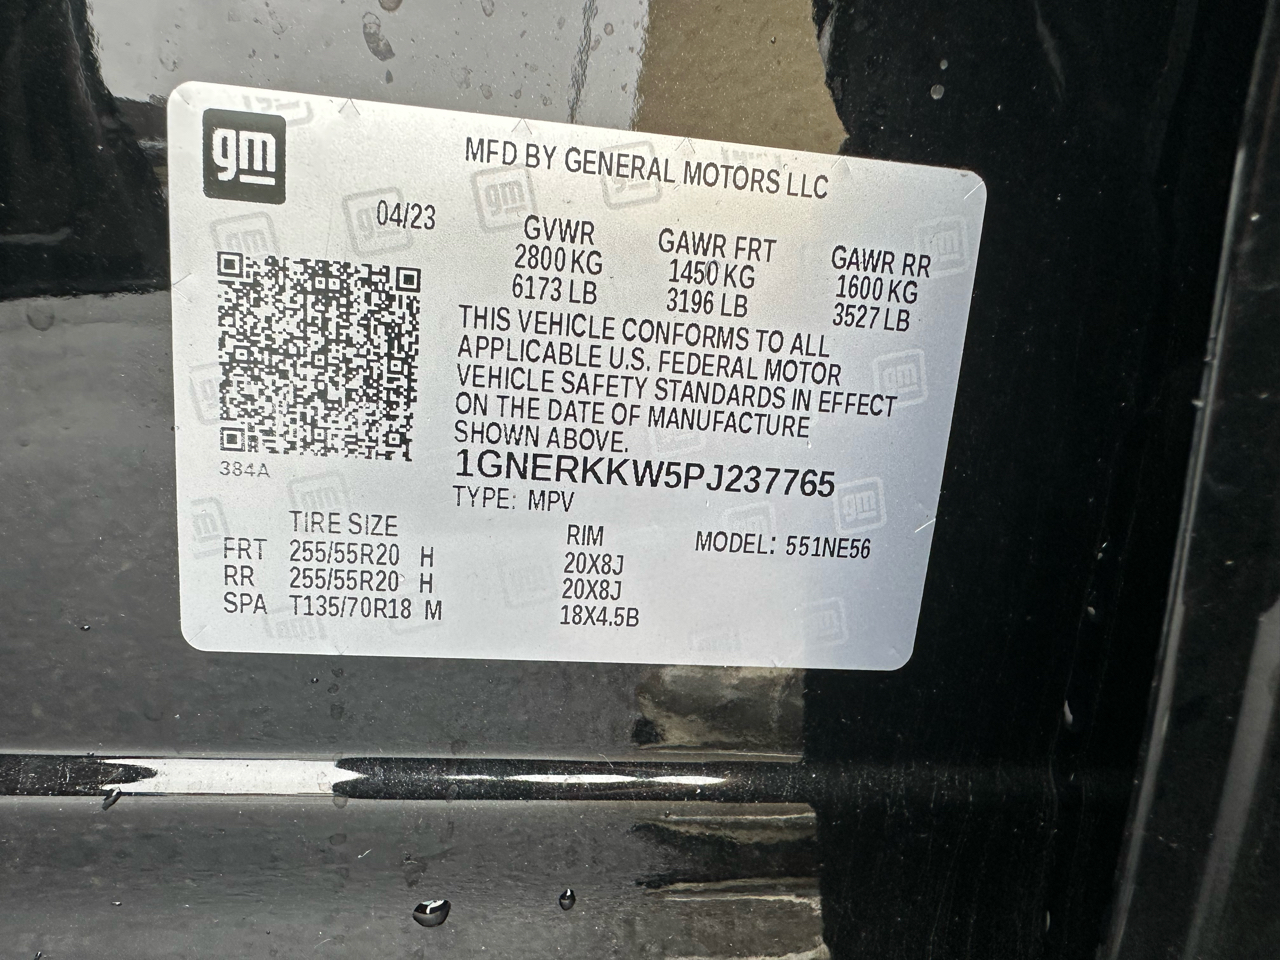 gm
MFD BY GENERAL MOTORS LLC
04/23
GVWR GAWR FRT GAWR RR
2800 KG 1450 KG 1600 KG
6173 LB 3196 LB 3527 LB
THIS VEHICLE CONFORMS TO ALL
APPLICABLE U.S. FEDERAL MOTOR
VEHICLE SAFETY STANDARDS IN EFFECT
ON THE DATE OF MANUFACTURE
SHOWN ABOVE.
384A
1GNERKKW5PJ237765
TYPE: MPV
TIRE SIZE RIM MODEL: 551NE56
FRT 255/55R20 H 20X8J
RR 255/55R20 H 20X8J
SPA T135/70R18 M 18X4.5B